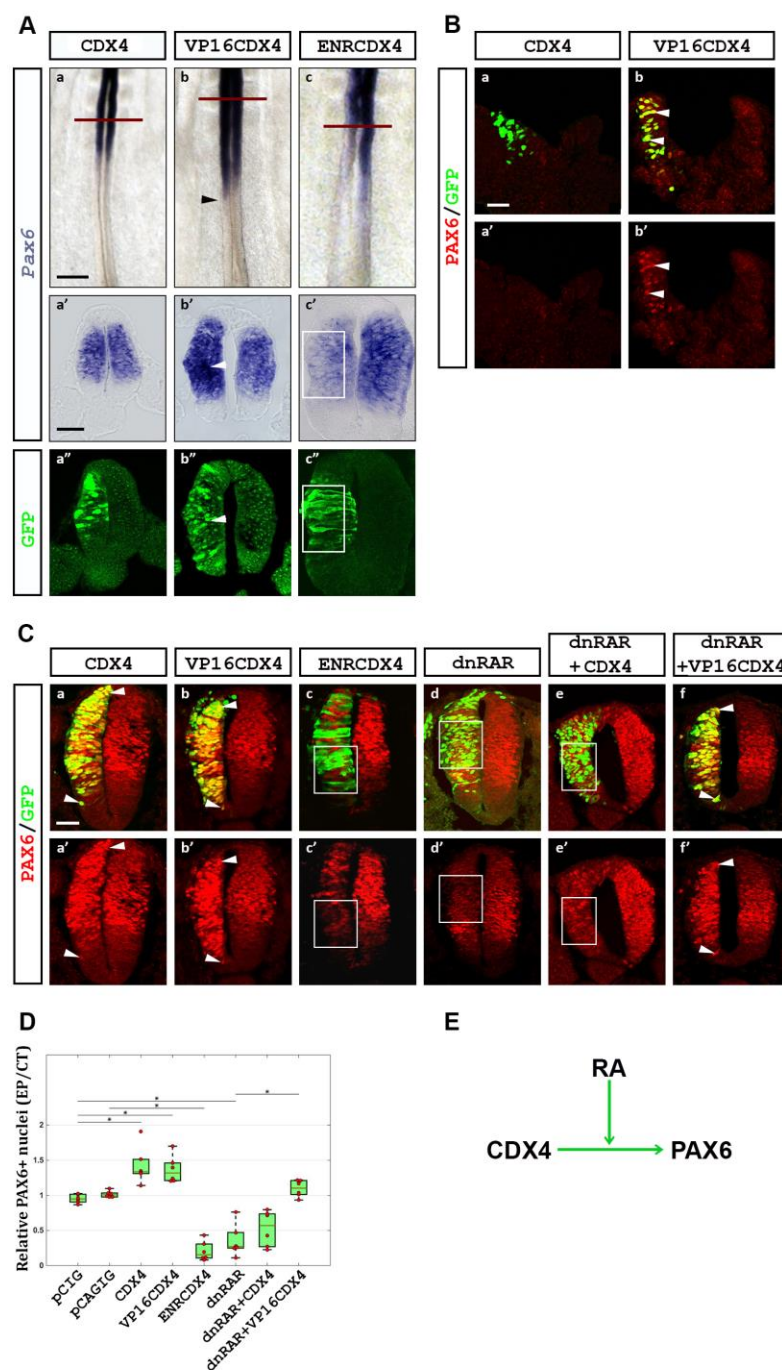 A
CDX4
VP16CDX4
ENRCDX4
Pax6
a
b
c
a'
b'
c'
GFP
a"
b"
c"
B
CDX4
VP16CDX4
PAX6/GFP
a
b
a'
b'
C
CDX4
VP16CDX4
ENRCDX4
dnRAR
dnRAR
+CDX4
dnRAR
+VP16CDX4
PAX6/GFP
a
b
c
d
e
f
a'
b'
c'
d'
e'
f'
D
Relative PAX6+ nuclei (EP/CT)
2
1.5
1
0.5
0
*
*
*
*
*
pCIG
pCAGIG
CDX4
VP16CDX4
ENRCDX4
dnRAR
dnRAR+CDX4
dnRAR+VP16CDX4
E
RA
CDX4
PAX6